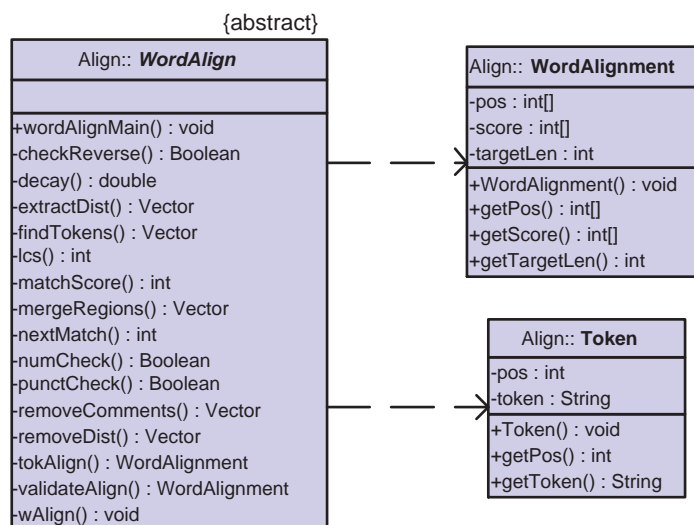 {abstract}
Align:: WordAlign
+wordAlignMain() : void
-checkReverse() : Boolean
-decay() : double
-extractDist() : Vector
-findTokens() : Vector
-lcs() : int
-matchScore() : int
-mergeRegions() : Vector
-nextMatch() : int
-numCheck() : Boolean
-punctCheck() : Boolean
-removeComments() : Vector
-removeDist() : Vector
-tokAlign() : WordAlignment
-validateAlign() : WordAlignment
-wAlign() : void
Align:: WordAlignment
-pos : int[]
-score : int[]
-targetLen : int
+WordAlignment() : void
+getPos() : int[]
+getScore() : int[]
+getTargetLen() : int
Align:: Token
-pos : int
-token : String
+Token() : void
+getPos() : int
+getToken() : String